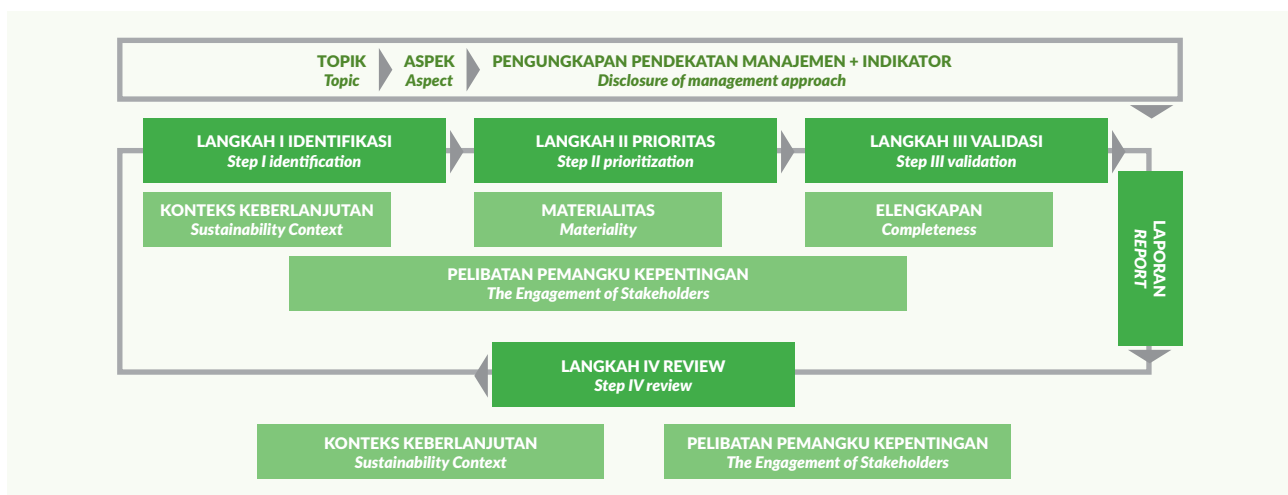 TOPIK
Topic
ASPEK
Aspect
PENGUNGKAPAN PENDEKATAN MANAJEMEN + INDIKATOR
Disclosure of management approach
LANGKAH I IDENTIFIKASI
Step I identification
LANGKAH II PRIORITAS
Step II prioritization
LANGKAH III VALIDASI
Step III validation
KONTEKS KEBERLANJUTAN
Sustainability Context
MATERIALITAS
Materiality
ELENGKAPAN
Completeness
LAPORAN
REPORT
PELIBATAN PEMANGKU KEPENTINGAN
The Engagement of Stakeholders
LANGKAH IV REVIEW
Step IV review
KONTEKS KEBERLANJUTAN
Sustainability Context
PELIBATAN PEMANGKU KEPENTINGAN
The Engagement of Stakeholders